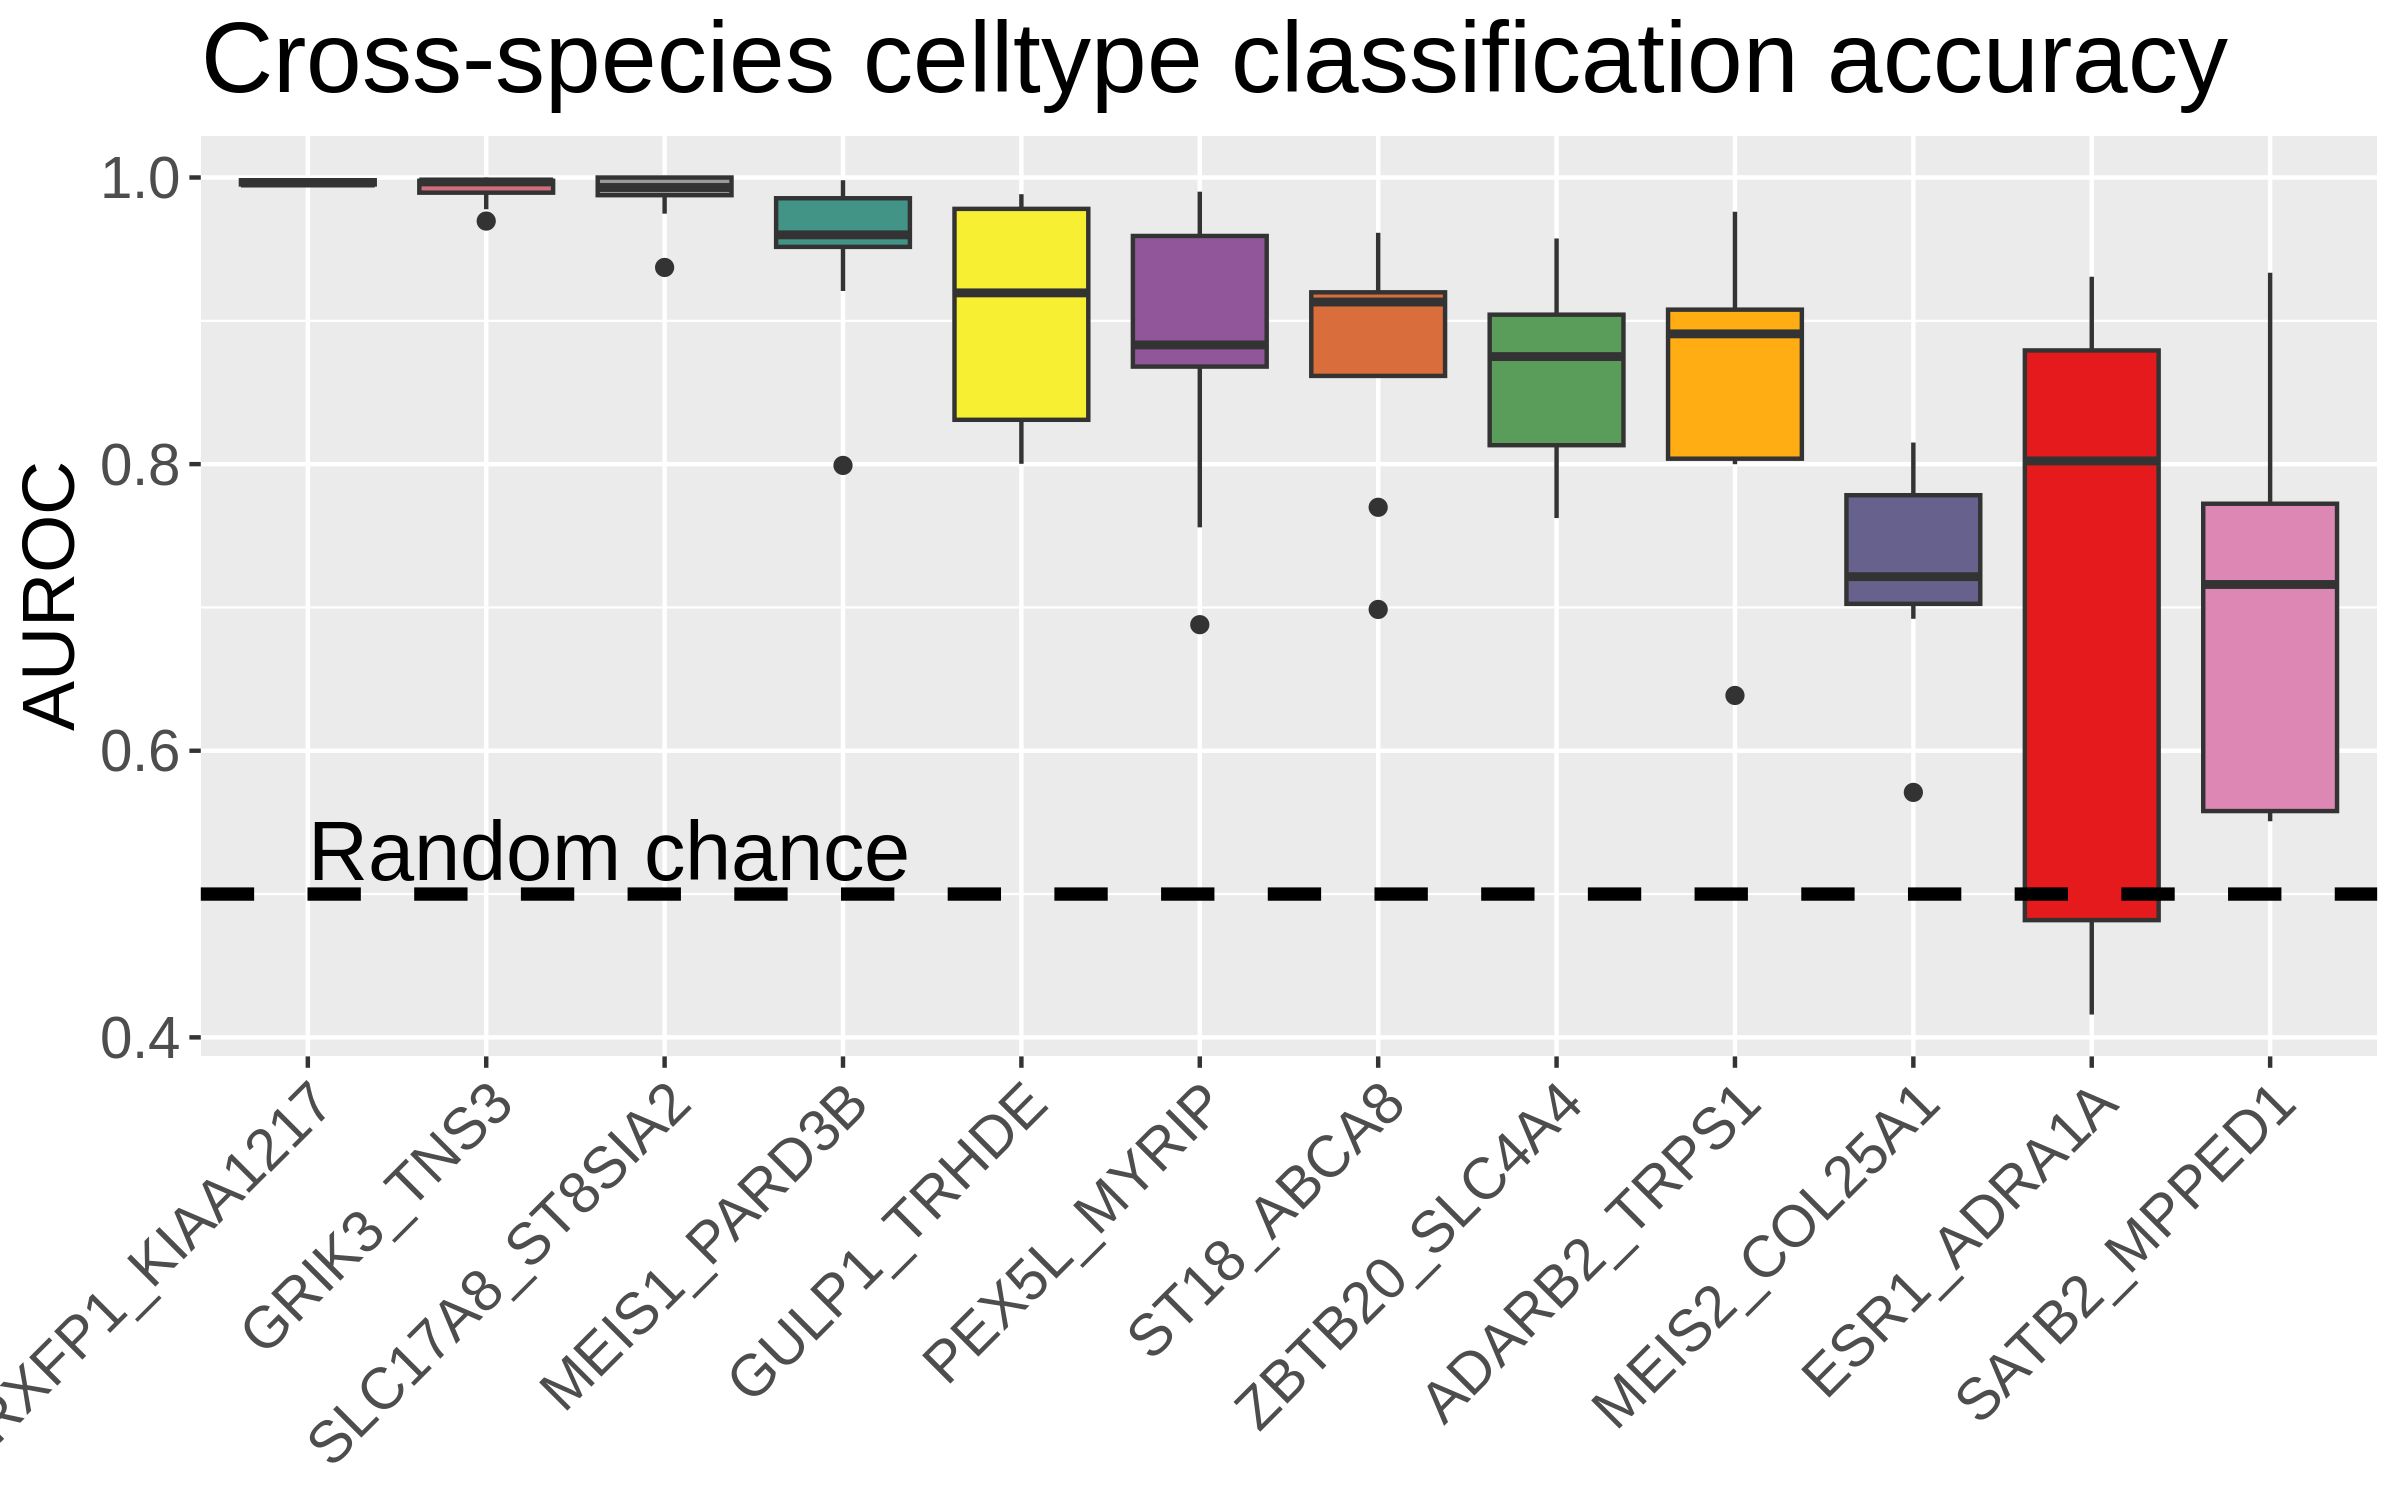 Cross-species celltype classification accuracy
AUROC
1.0
0.8
0.6
0.4
Random chance
RXFP1_KIAA1217
GRIK3_TNS3
SLC17A8_ST8SIA2
MEIS1_PARD3B
GULP1_TRHDE
PEX5L_MYRIP
ST18_ABCA8
ZBTB20_SLC4A4
ADARB2_TRPS1
MEIS2_COL25A1
ESR1_ADRA1A
SATB2_MPPED1